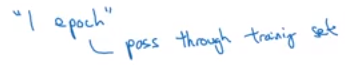 "1 epoch"
pass through trainig set